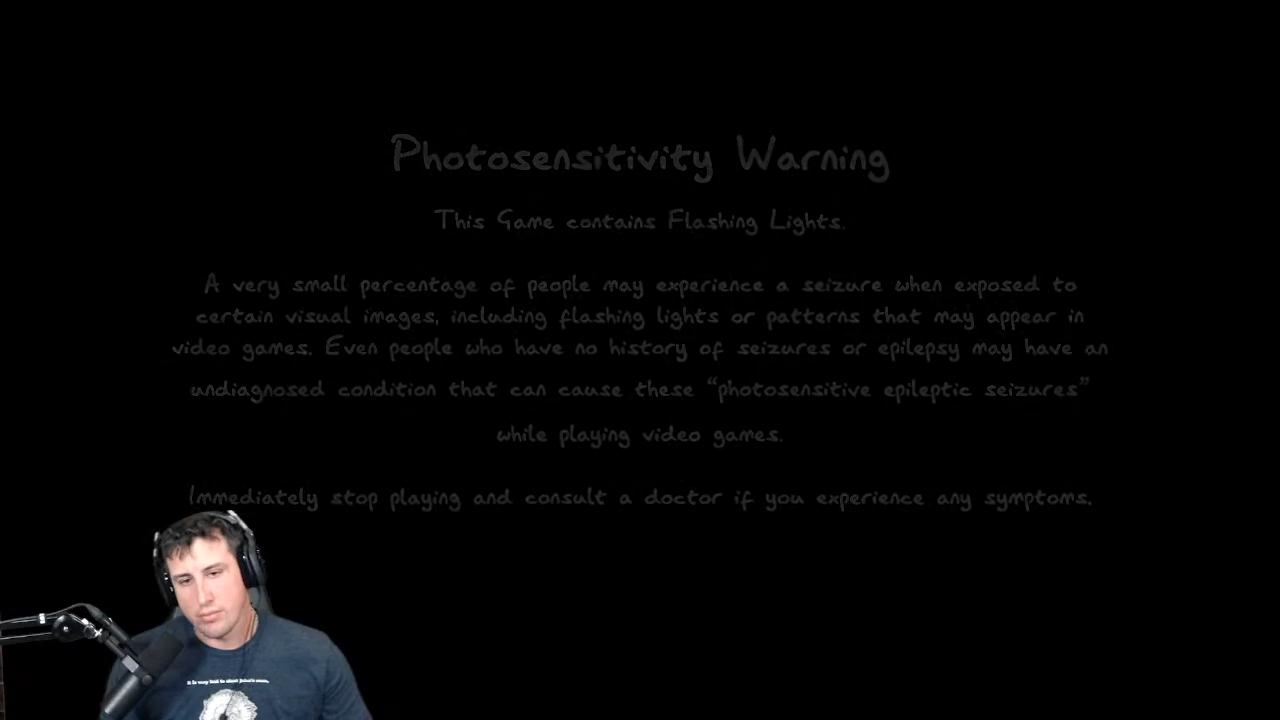 Photosensitivity Warning
This Game contains Flashing Lights.
A very small percentage of people may experience a seizure when exposed to
certain visual images, including flashing lights or patterns that may appear in
video games. Even people who have no history of seizures or epilepsy may have an
undiagnosed condition that can cause these “photosensitive epileptic seizures”
while playing video games.
Immediately stop playing and consult a doctor if you experience any symptoms.